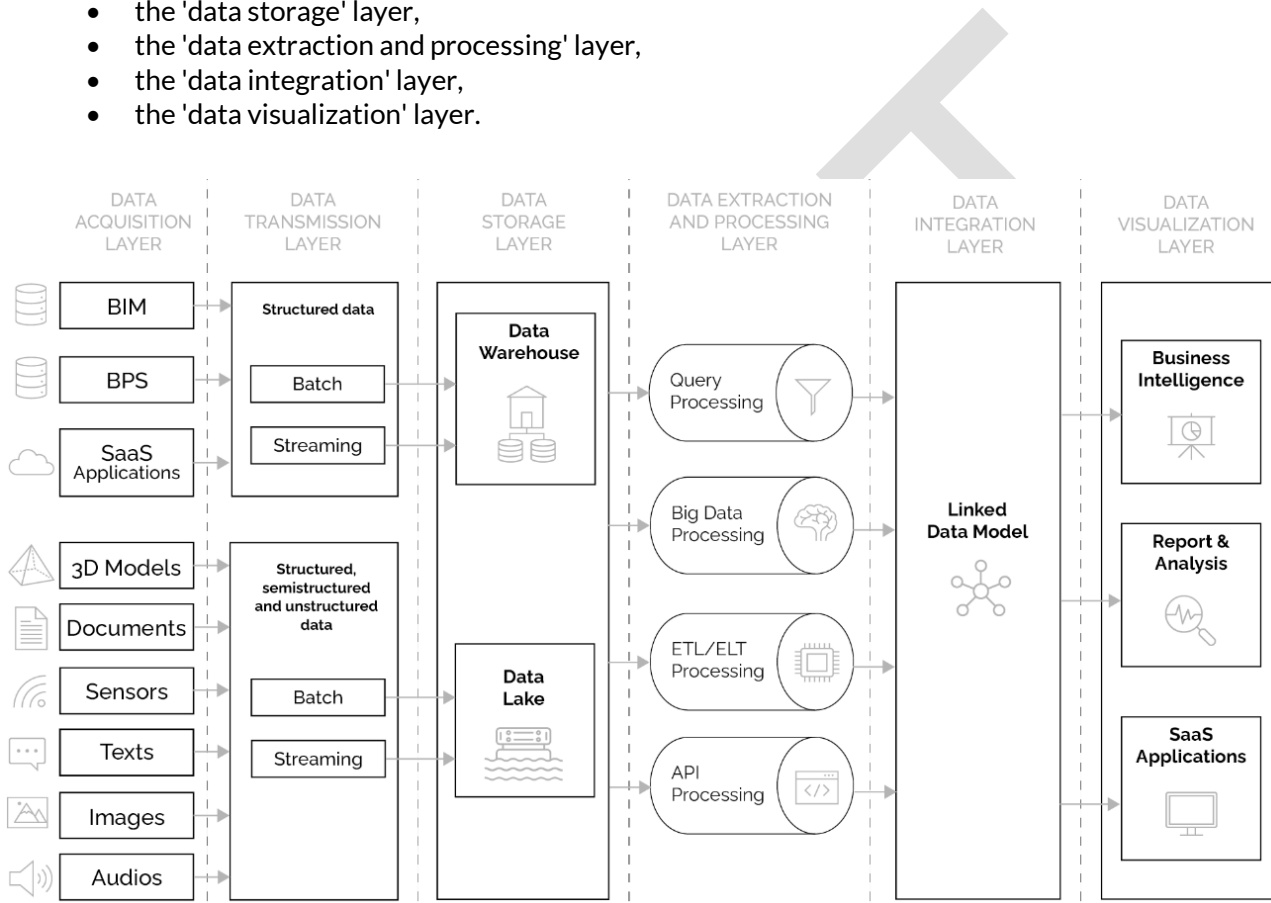 • the 'data storage' layer,
• the 'data extraction and processing' layer,
• the 'data integration' layer,
• the 'data visualization' layer.
DATA
ACQUISITION
LAYER
DATA
TRANSMISSION
LAYER
DATA
STORAGE
LAYER
DATA EXTRACTION
AND PROCESSING
LAYER
DATA
INTEGRATION
LAYER
DATA
VISUALIZATION
LAYER
BIM
BPS
SaaS
Applications
3D Models
Documents
Sensors
Texts
Images
Audios
Structured data
Batch
Streaming
Structured,
semistructured
and unstructured
data
Batch
Streaming
Data
Warehouse
Data
Lake
Query
Processing
Big Data
Processing
ETL/ELT
Processing
API
Processing
</>
Linked
Data Model
Business
Intelligence
Report &
Analysis
SaaS
Applications